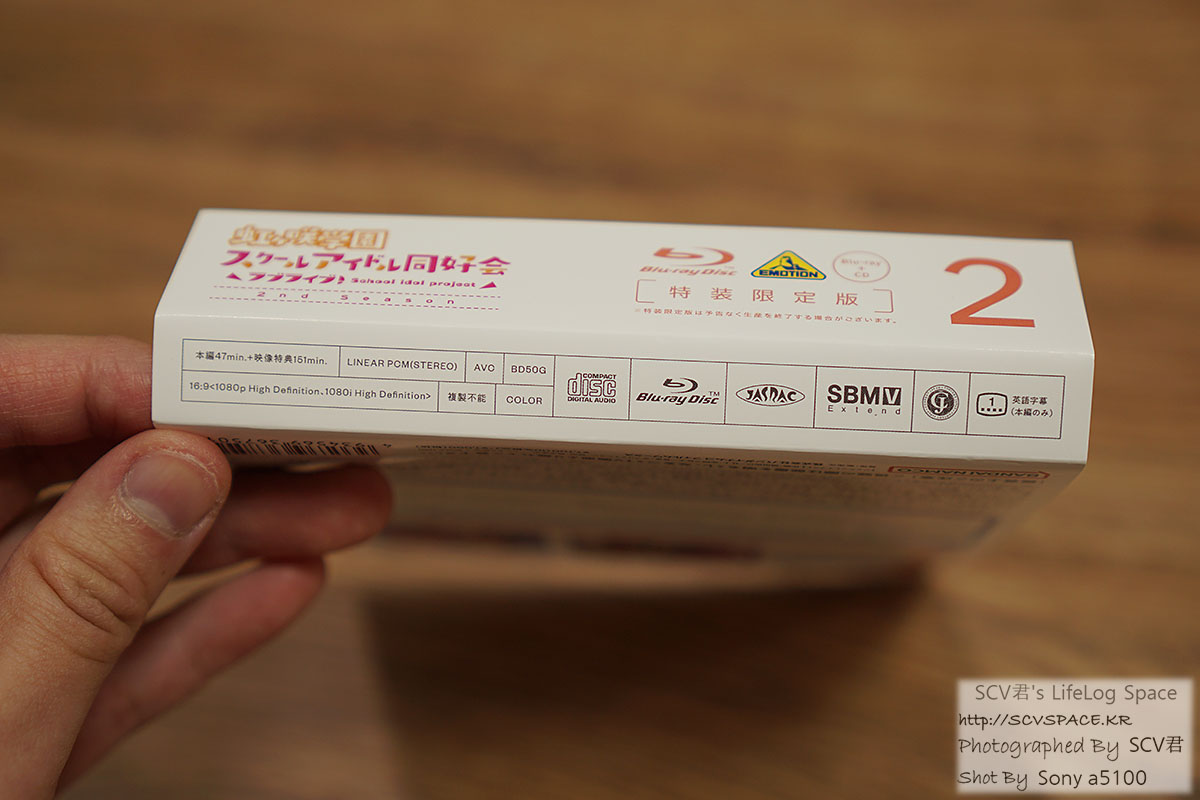 虹ヶ咲学園
スクールアイドル同好会
ラブライブ! School idol project
2nd Season
Blu-ray Disc™
EMOTION
Blu-ray
+
CD
[特装限定版]
※特装限定版は予告なく生産を終了する場合がございます。
2
本編47min.+映像特典151min.
LINEAR PCM(STEREO)
AVC
BD50G
16:9<1080p High Definition、1080i High Definition>
複製不能
COLOR
COMPACT
disc
DIGITAL AUDIO
Blu-ray Disc™
JASRAC
SBMV
Extend
1
英語字幕
(本編のみ)
BANDAI NAMCO
SCV君's LifeLog Space
http://SCVSPACE.KR
Photographed By SCV君
Shot By Sony a5100